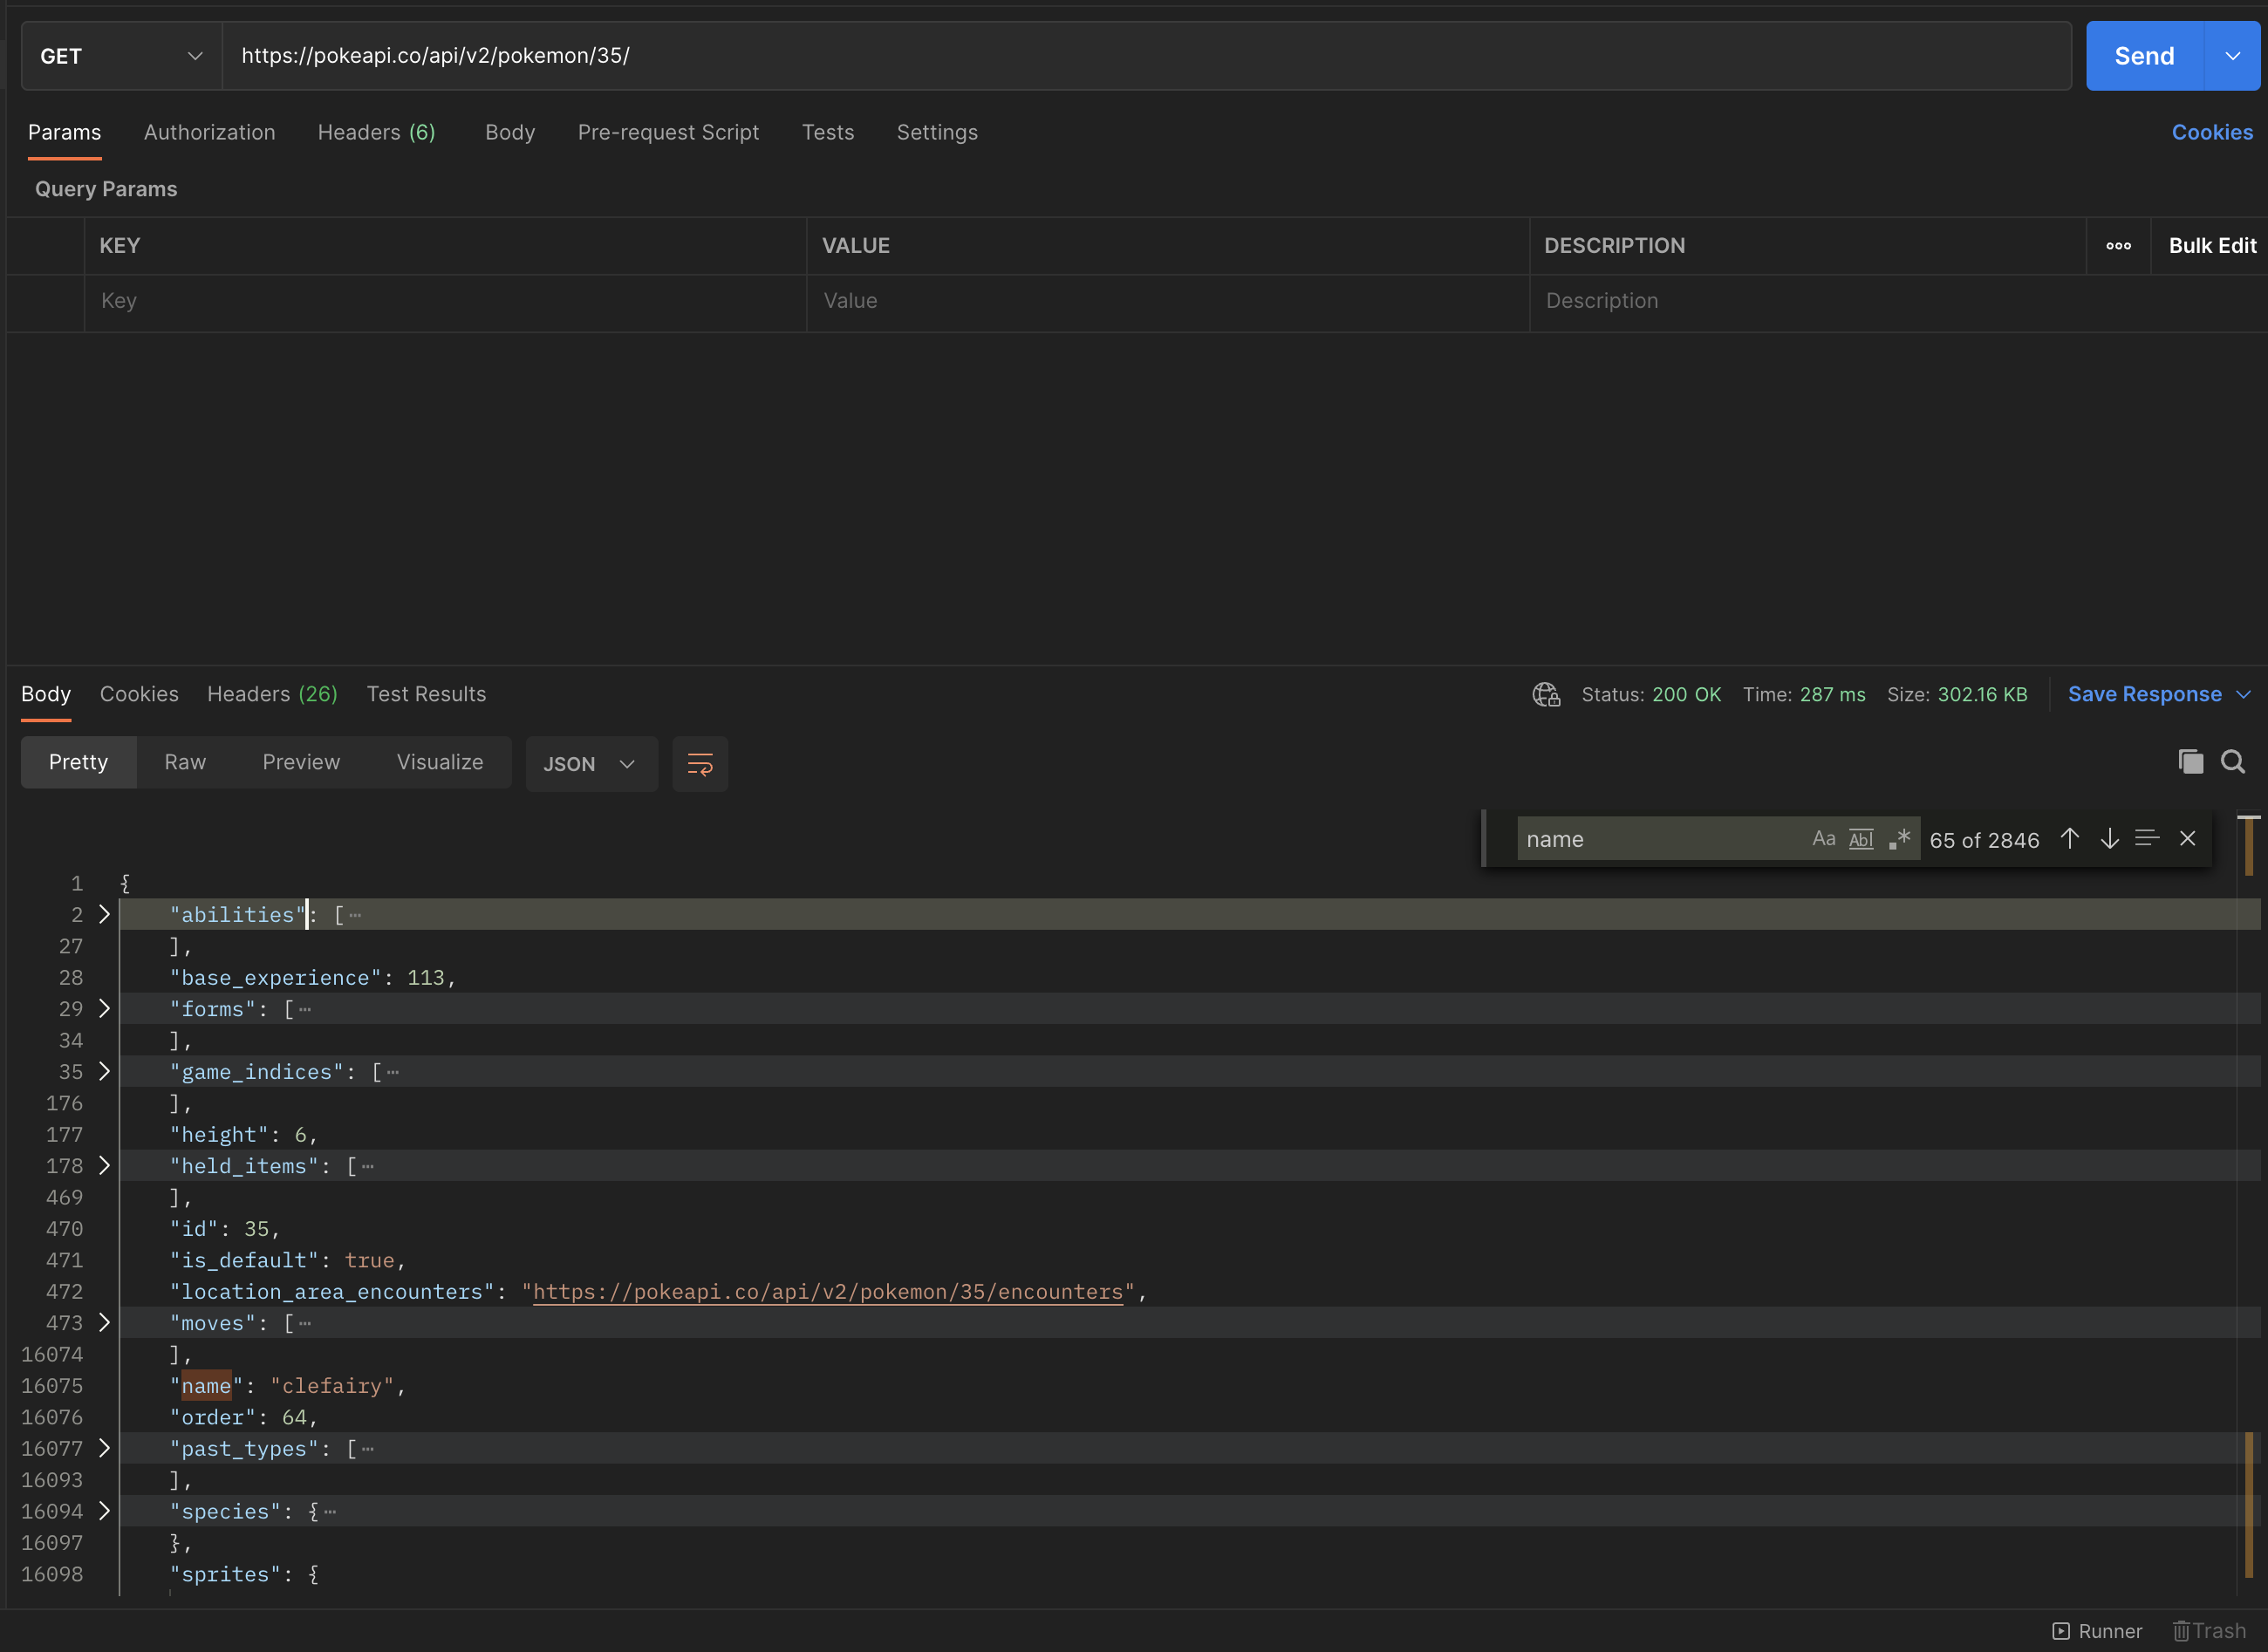 GET https://pokeapi.co/api/v2/pokemon/35/ Send
Params Authorization Headers (6) Body Pre-request Script Tests Settings Cookies
Query Params
KEY VALUE DESCRIPTION Bulk Edit
Key Value Description
Body Cookies Headers (26) Test Results Status: 200 OK Time: 287 ms Size: 302.16 KB Save Response
Pretty Raw Preview Visualize JSON
name Aa Abl .* 65 of 2846
1 {
2 "abilities": [⋯
27 ],
28 "base_experience": 113,
29 "forms": [⋯
34 ],
35 "game_indices": [⋯
176 ],
177 "height": 6,
178 "held_items": [⋯
469 ],
470 "id": 35,
471 "is_default": true,
472 "location_area_encounters": "https://pokeapi.co/api/v2/pokemon/35/encounters",
473 "moves": [⋯
16074 ],
16075 "name": "clefairy",
16076 "order": 64,
16077 "past_types": [⋯
16093 ],
16094 "species": {⋯
16097 },
16098 "sprites": {
Runner Trash